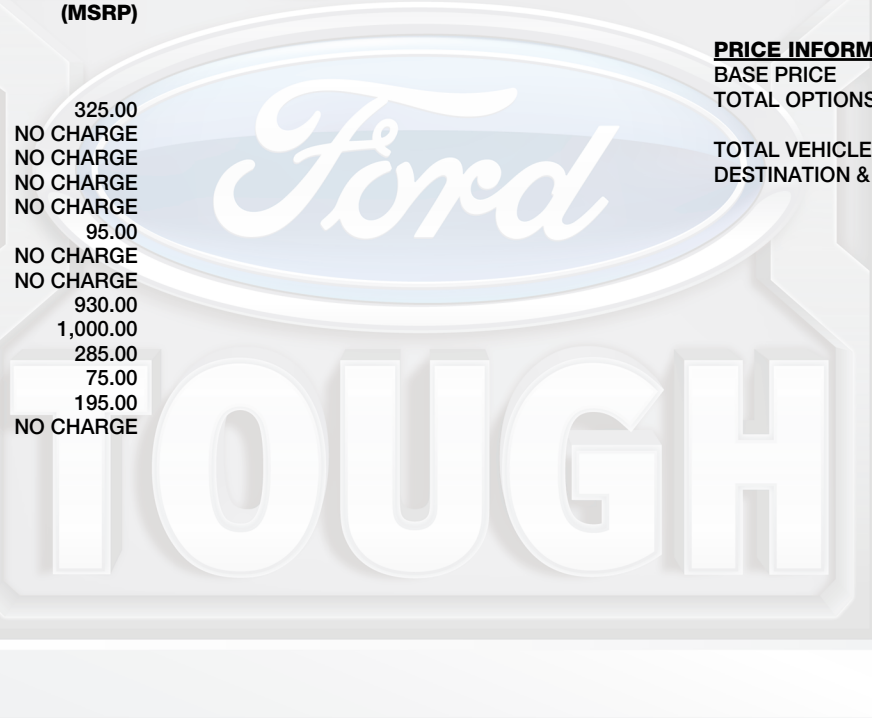 (MSRP)
325.00
NO CHARGE
NO CHARGE
NO CHARGE
NO CHARGE
95.00
NO CHARGE
NO CHARGE
930.00
1,000.00
285.00
75.00
195.00
NO CHARGE
PRICE INFORM
BASE PRICE
TOTAL OPTIONS
TOTAL VEHICLE
DESTINATION &
Ford
TOUGH